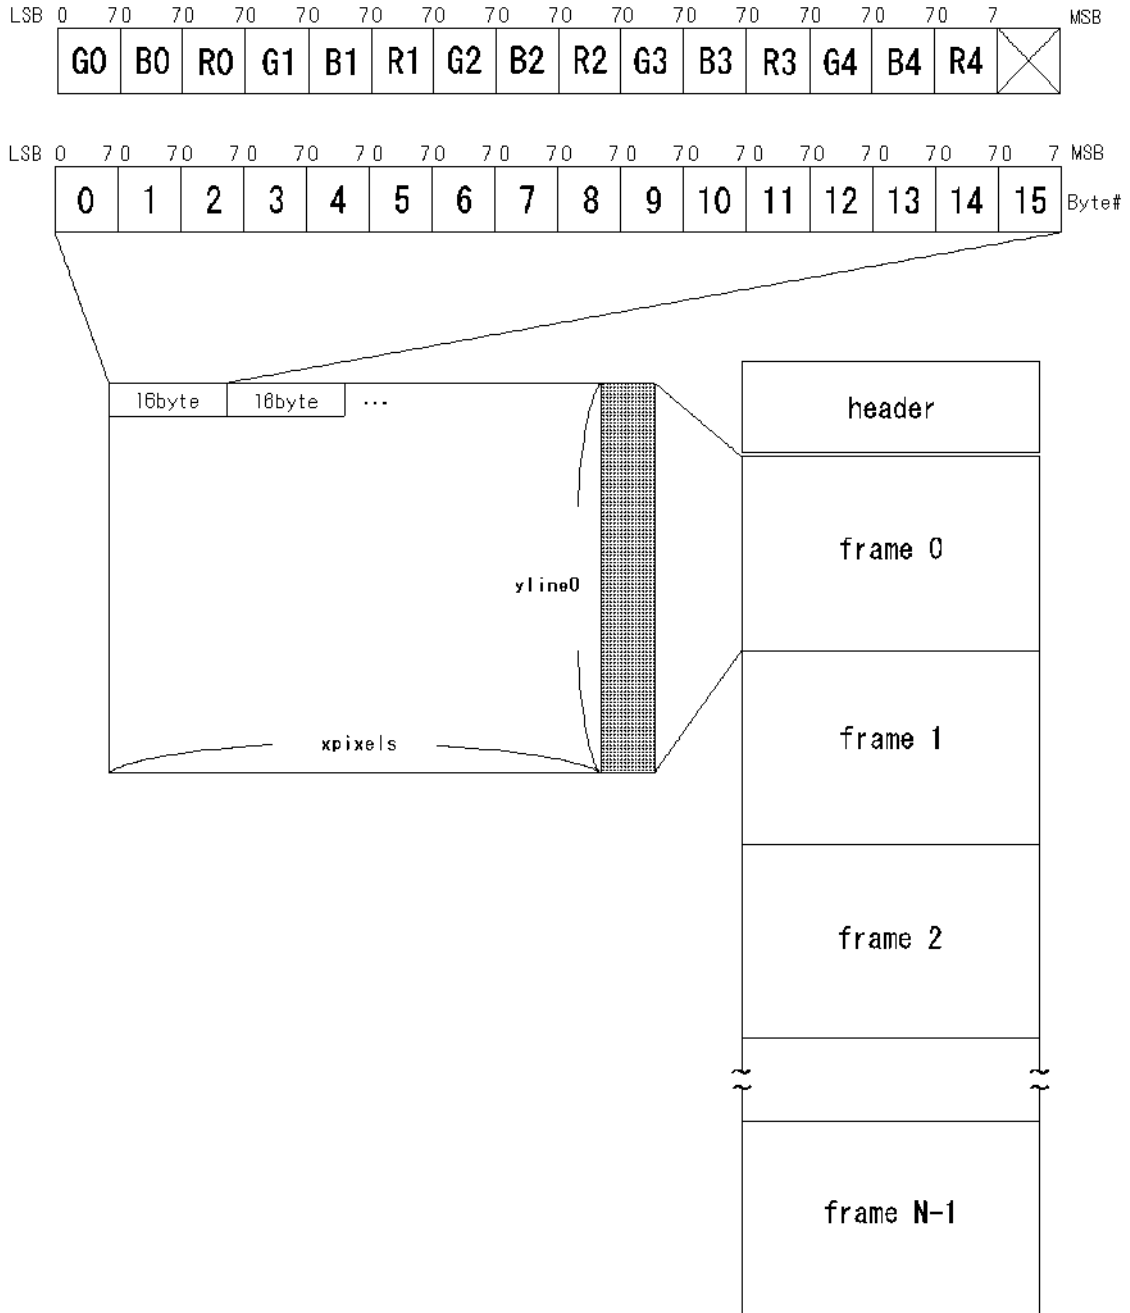 LSB 0 70 70 70 70 70 70 70 70 70 70 70 70 70 70 7 MSB
G0 B0 R0 G1 B1 R1 G2 B2 R2 G3 B3 R3 G4 B4 R4
LSB 0 70 70 70 70 70 70 70 70 70 70 70 70 70 70 70 7 MSB
0 1 2 3 4 5 6 7 8 9 10 11 12 13 14 15 Byte#
16byte 16byte ...
header
frame 0
yline0
frame 1
xpixels
frame 2
frame N-1